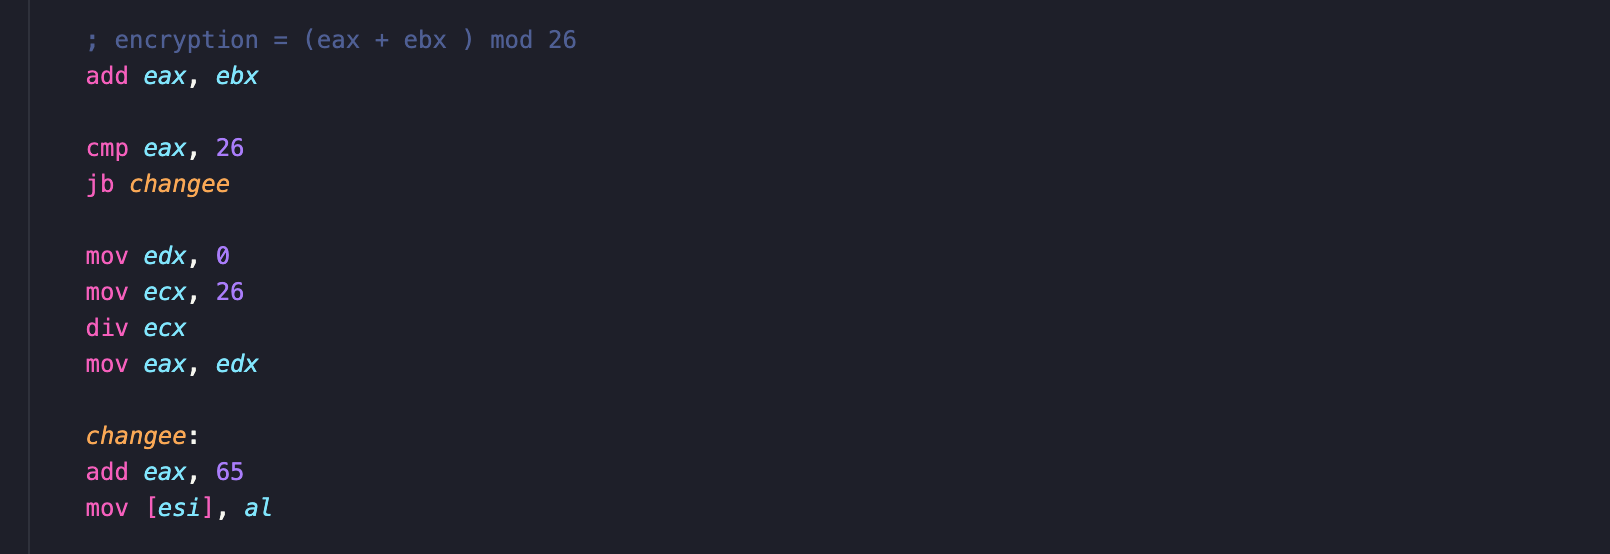 ; encryption = (eax + ebx ) mod 26
add eax, ebx
cmp eax, 26
jb changee
mov edx, 0
mov ecx, 26
div ecx
mov eax, edx
changee:
add eax, 65
mov [esi], al